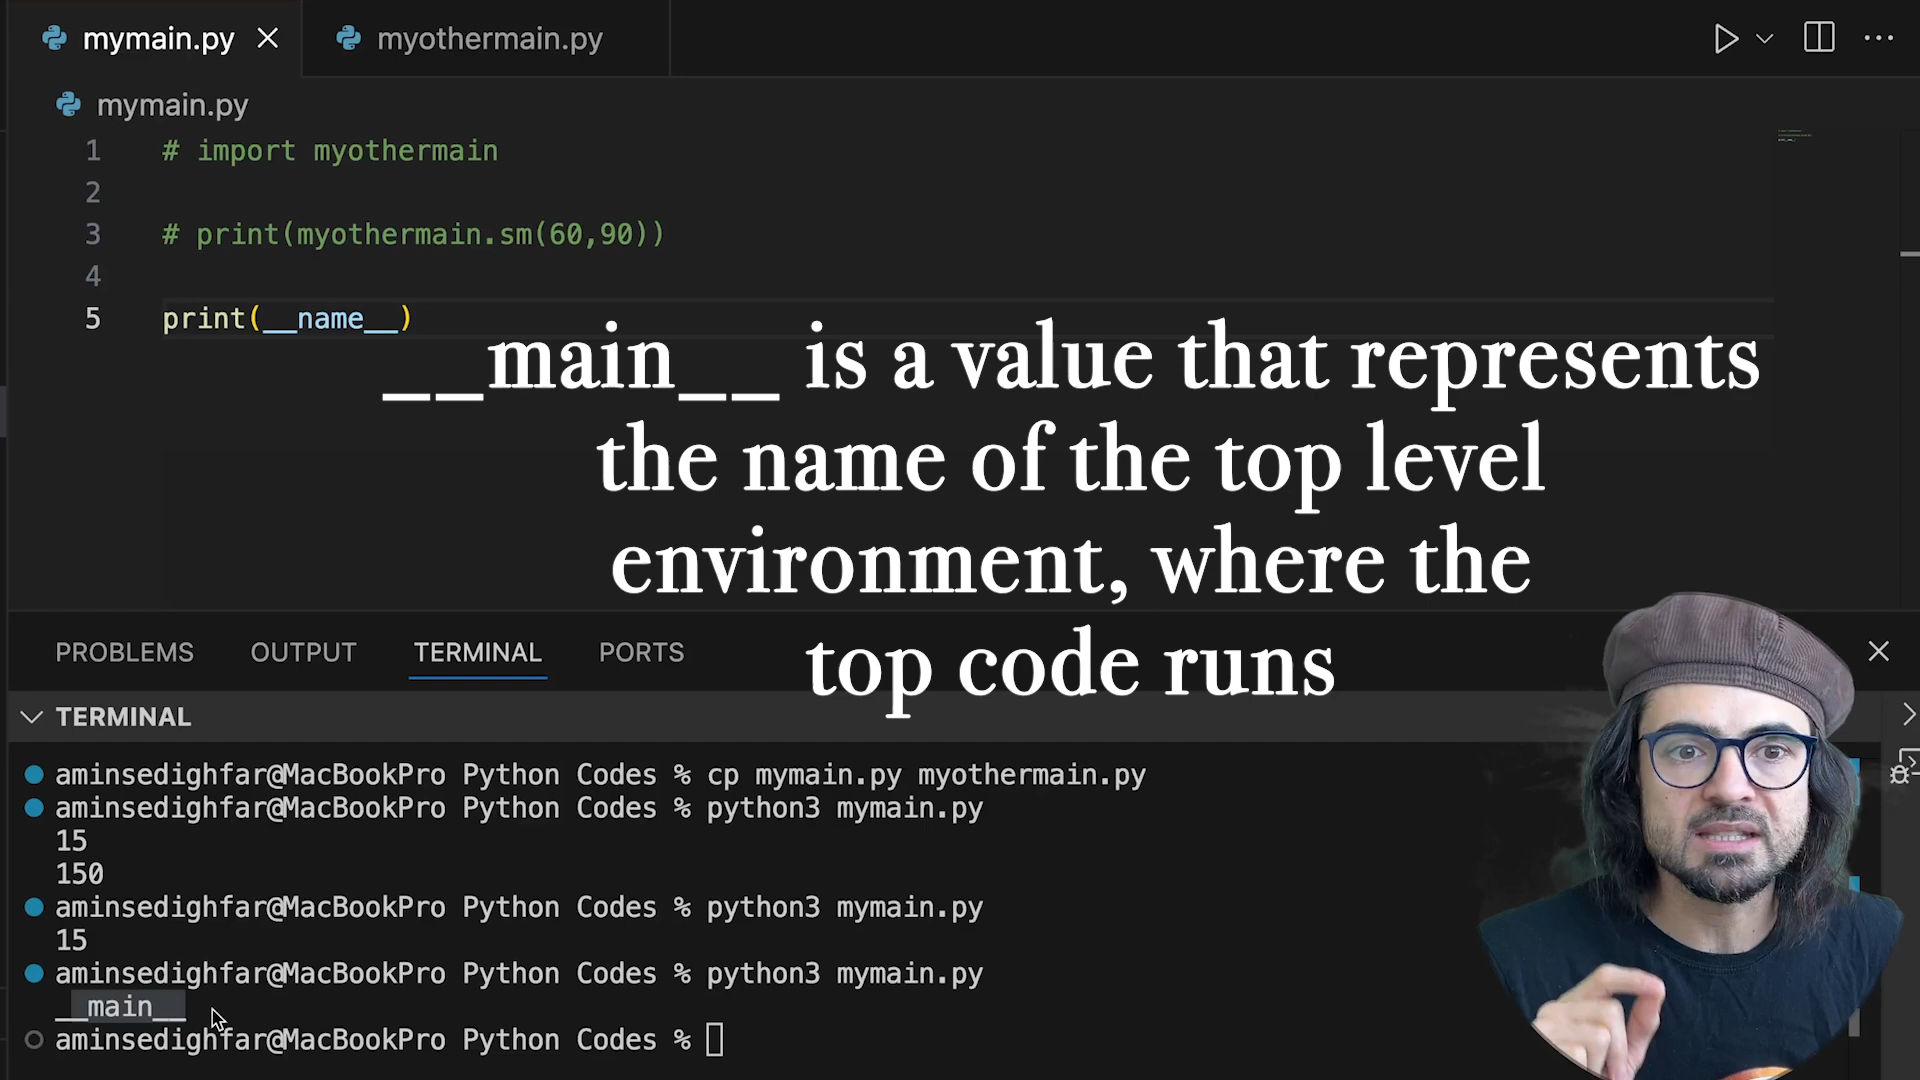 mymain.py
myothermain.py
mymain.py
1 # import myothermain
2
3 # print(myothermain.sm(60,90))
4
5 print(__name__)
__main__ is a value that represents
the name of the top level
environment, where the
top code runs
PROBLEMS OUTPUT TERMINAL PORTS
TERMINAL
aminsedighfar@MacBookPro Python Codes % cp mymain.py myothermain.py
aminsedighfar@MacBookPro Python Codes % python3 mymain.py
15
150
aminsedighfar@MacBookPro Python Codes % python3 mymain.py
15
aminsedighfar@MacBookPro Python Codes % python3 mymain.py
__main__
aminsedighfar@MacBookPro Python Codes %